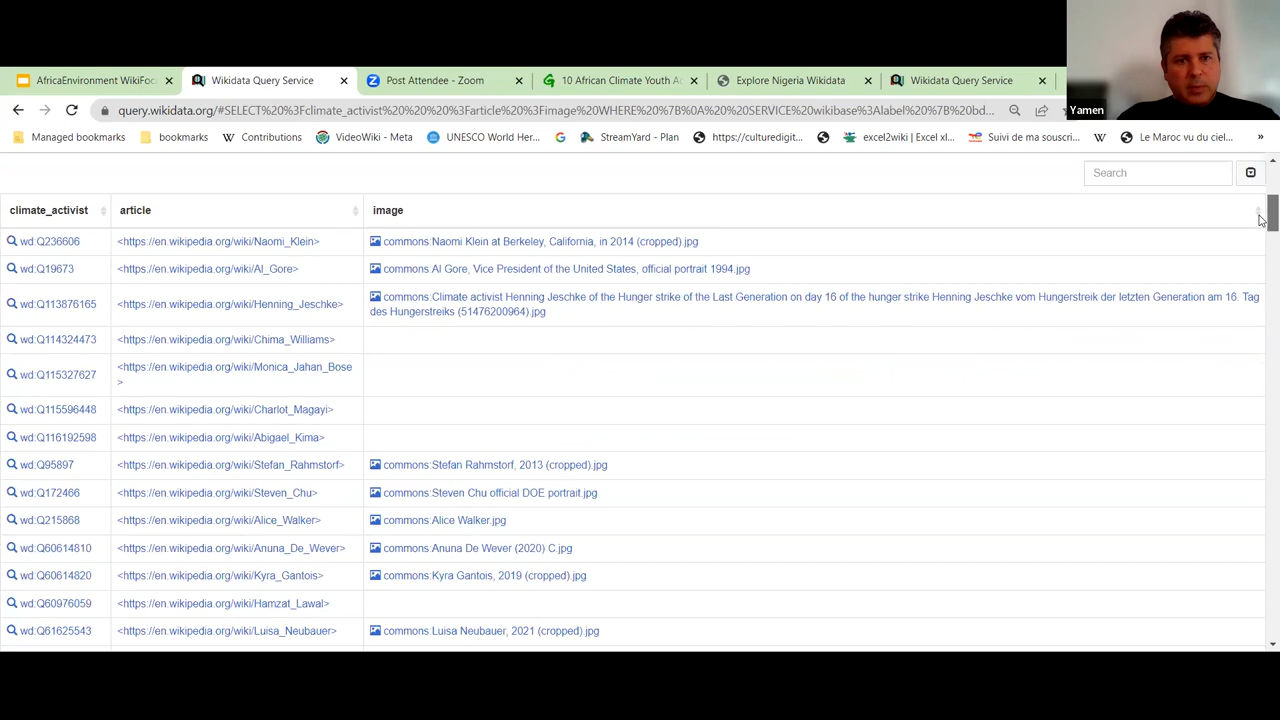 AfricaEnvironment WikiFoc
Wikidata Query Service
Post Attendee - Zoom
10 African Climate Youth A
Explore Nigeria Wikidata
Wikidata Query Service
query.wikidata.org/#SELECT%20%3Fclimate_activist%20%20%20%3Farticle%20%3Fimage%20WHERE%20%7B%0A%20%20SERVICE%20wikibase%3Alabel%20%7B%20bd...
Yamen
Managed bookmarks
bookmarks
Contributions
VideoWiki - Meta
UNESCO World Her...
StreamYard - Plan
https://culturedigit...
excel2wiki | Excel xl...
Suivi de ma souscri...
Le Maroc vu du ciel...
»
Search
climate_activist article image
wd:Q236606 <https://en.wikipedia.org/wiki/Naomi_Klein> commons:Naomi Klein at Berkeley, California, in 2014 (cropped).jpg
wd:Q19673 <https://en.wikipedia.org/wiki/Al_Gore> commons:Al Gore, Vice President of the United States, official portrait 1994.jpg
wd:Q113876165 <https://en.wikipedia.org/wiki/Henning_Jeschke> commons:Climate activist Henning Jeschke of the Hunger strike of the Last Generation on day 16 of the hunger strike Henning Jeschke vom Hungerstreik der letzten Generation am 16. Tag
des Hungerstreiks (51476200964).jpg
wd:Q114324473 <https://en.wikipedia.org/wiki/Chima_Williams>
wd:Q115327627 <https://en.wikipedia.org/wiki/Monica_Jahan_Bose
>
wd:Q115596448 <https://en.wikipedia.org/wiki/Charlot_Magayi>
wd:Q116192598 <https://en.wikipedia.org/wiki/Abigael_Kima>
wd:Q95897 <https://en.wikipedia.org/wiki/Stefan_Rahmstorf> commons:Stefan Rahmstorf, 2013 (cropped).jpg
wd:Q172466 <https://en.wikipedia.org/wiki/Steven_Chu> commons:Steven Chu official DOE portrait.jpg
wd:Q215868 <https://en.wikipedia.org/wiki/Alice_Walker> commons:Alice Walker.jpg
wd:Q60614810 <https://en.wikipedia.org/wiki/Anuna_De_Wever> commons:Anuna De Wever (2020) C.jpg
wd:Q60614820 <https://en.wikipedia.org/wiki/Kyra_Gantois> commons:Kyra Gantois, 2019 (cropped).jpg
wd:Q60976059 <https://en.wikipedia.org/wiki/Hamzat_Lawal>
wd:Q61625543 <https://en.wikipedia.org/wiki/Luisa_Neubauer> commons:Luisa Neubauer, 2021 (cropped).jpg